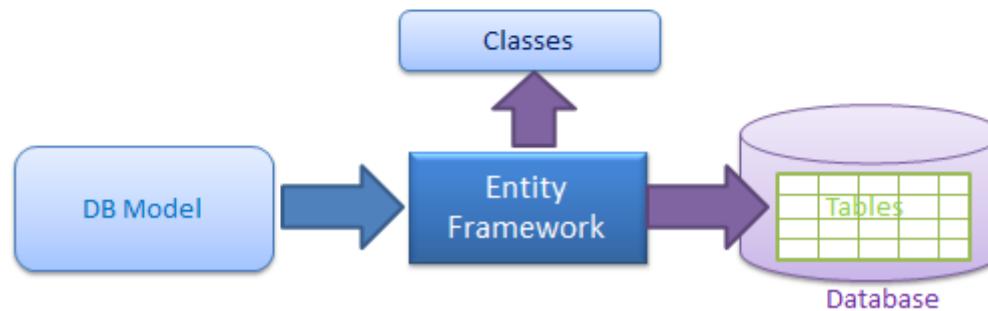 Classes
DB Model
Entity
Framework
Tables
Database